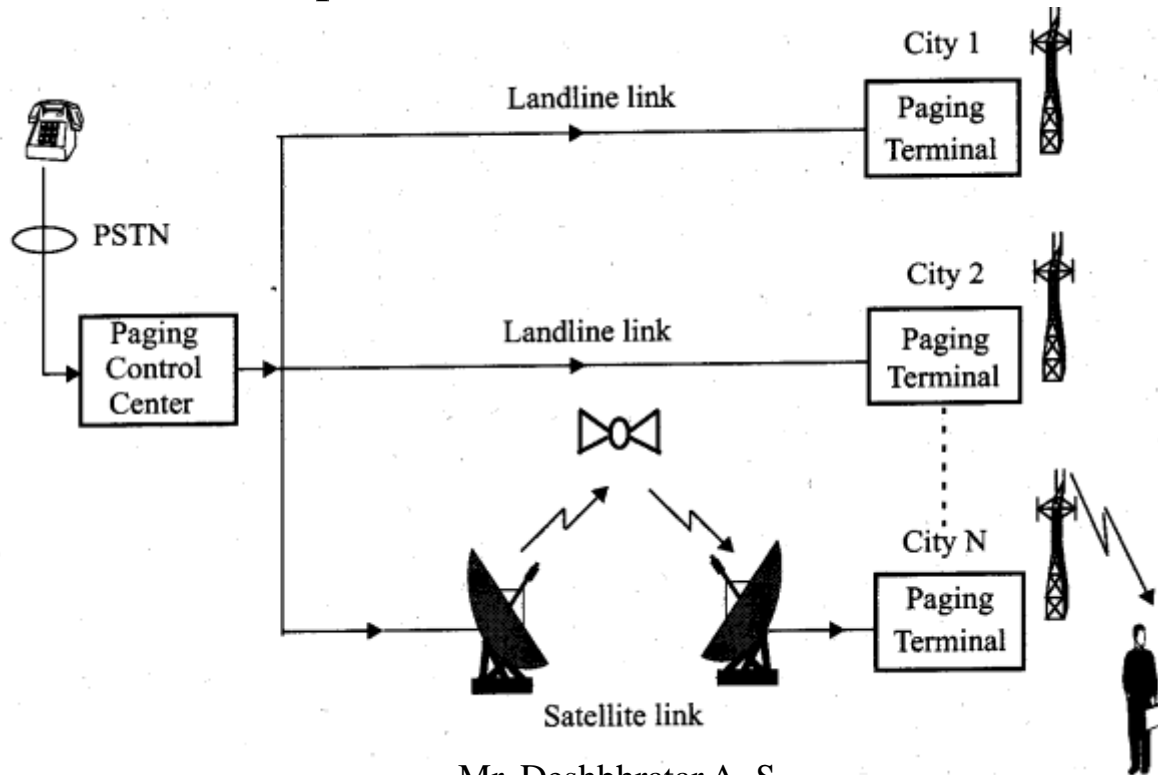 City 1
Landline link
Paging
Terminal
PSTN
City 2
Landline link
Paging
Control
Center
Paging
Terminal
City N
Paging
Terminal
Satellite link